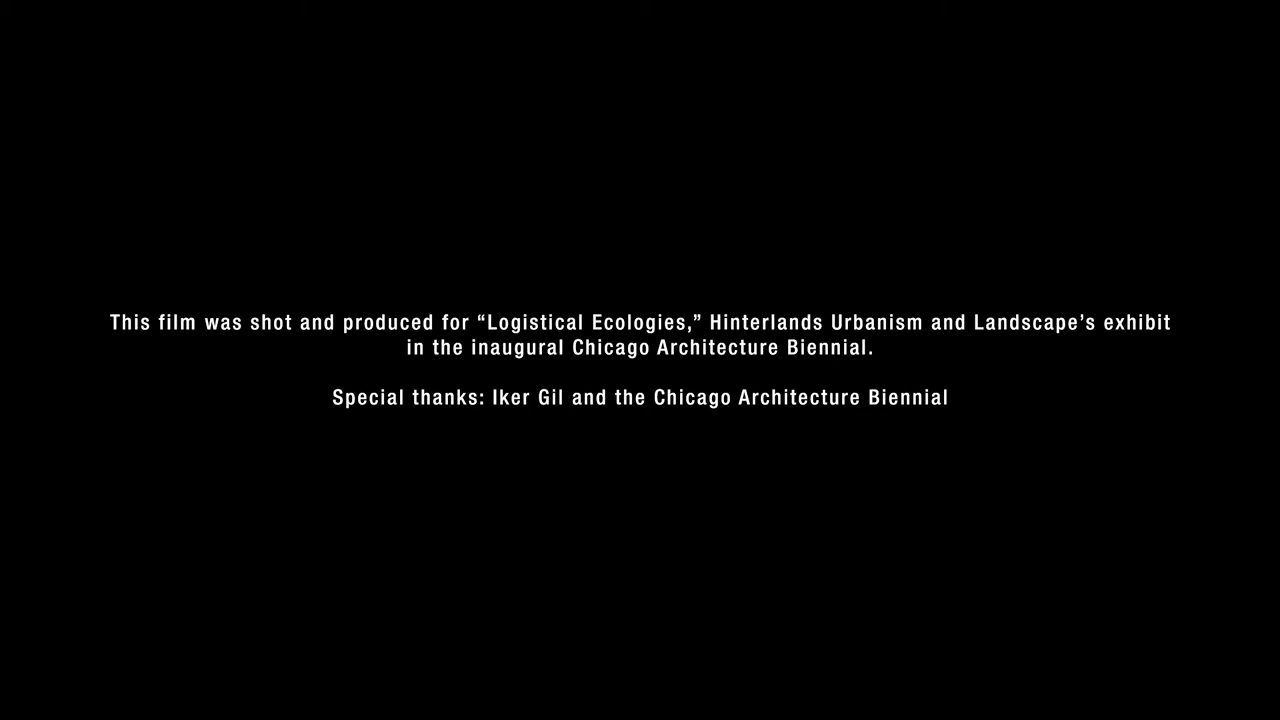 This film was shot and produced for “Logistical Ecologies,” Hinterlands Urbanism and Landscape’s exhibit
in the inaugural Chicago Architecture Biennial.
Special thanks: Iker Gil and the Chicago Architecture Biennial